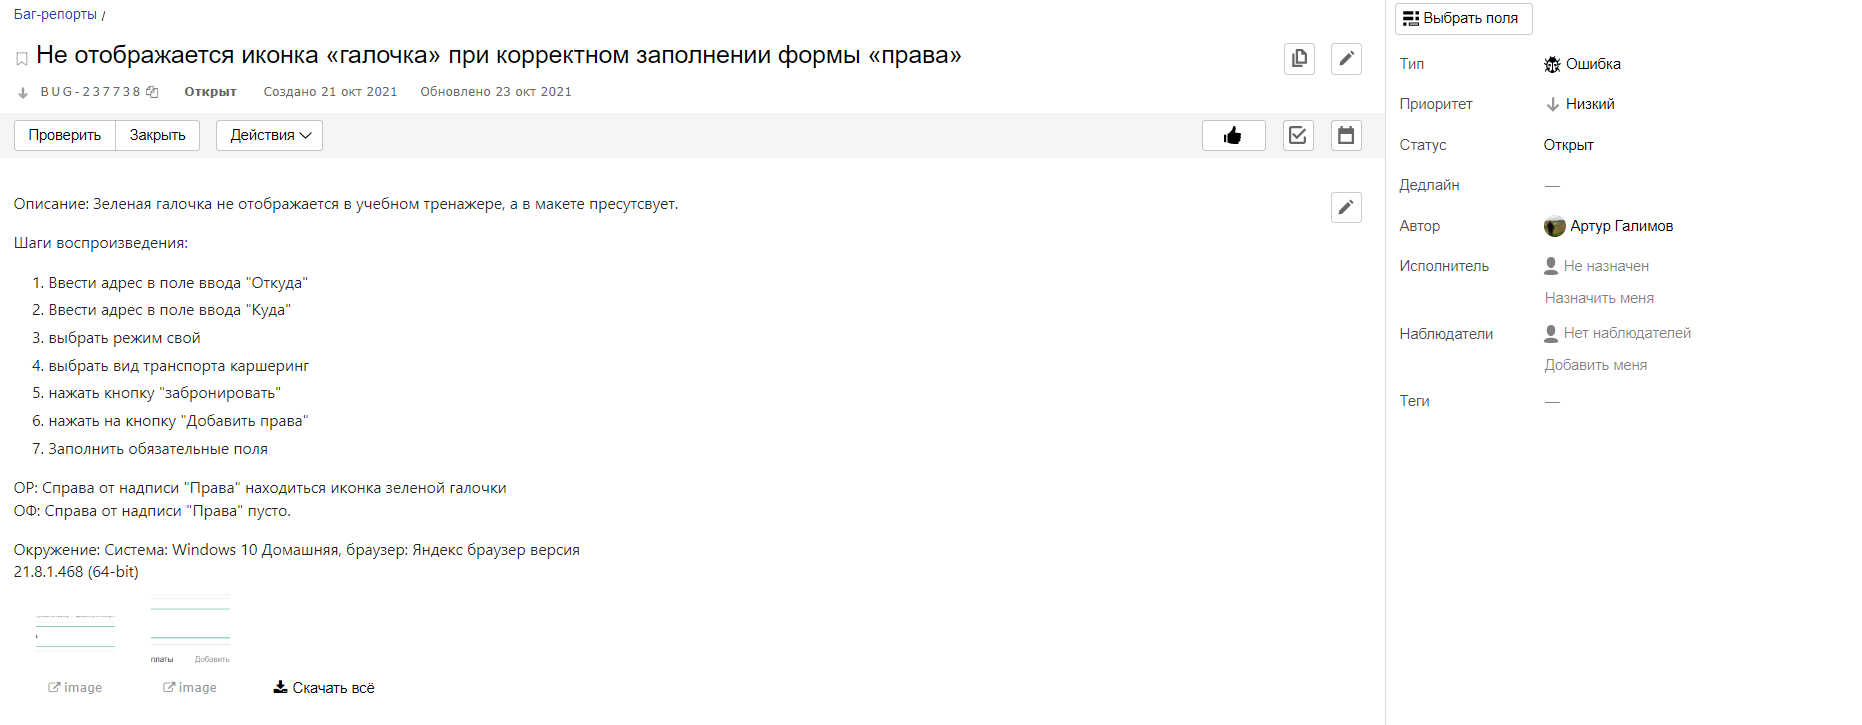 Баг-репорты /
Не отображается иконка «галочка» при корректном заполнении формы «права»
BUG-237738 Открыт Создано 21 окт 2021 Обновлено 23 окт 2021
Проверить Закрыть Действия
Описание: Зеленая галочка не отображается в учебном тренажере, а в макете пресутсвует.
Шаги воспроизведения:
1. Ввести адрес в поле ввода "Откуда"
2. Ввести адрес в поле ввода "Куда"
3. выбрать режим свой
4. выбрать вид транспорта каршеринг
5. нажать кнопку "забронировать"
6. нажать на кнопку "Добавить права"
7. Заполнить обязательные поля
ОР: Справа от надписи "Права" находиться иконка зеленой галочки
ОФ: Справа от надписи "Права" пусто.
Окружение: Система: Windows 10 Домашняя, браузер: Яндекс браузер версия
21.8.1.468 (64-bit)
платы Добавить
image image Скачать всё
Выбрать поля
Тип Ошибка
Приоритет Низкий
Статус Открыт
Дедлайн —
Автор Артур Галимов
Исполнитель Не назначен
Назначить меня
Наблюдатели Нет наблюдателей
Добавить меня
Теги —